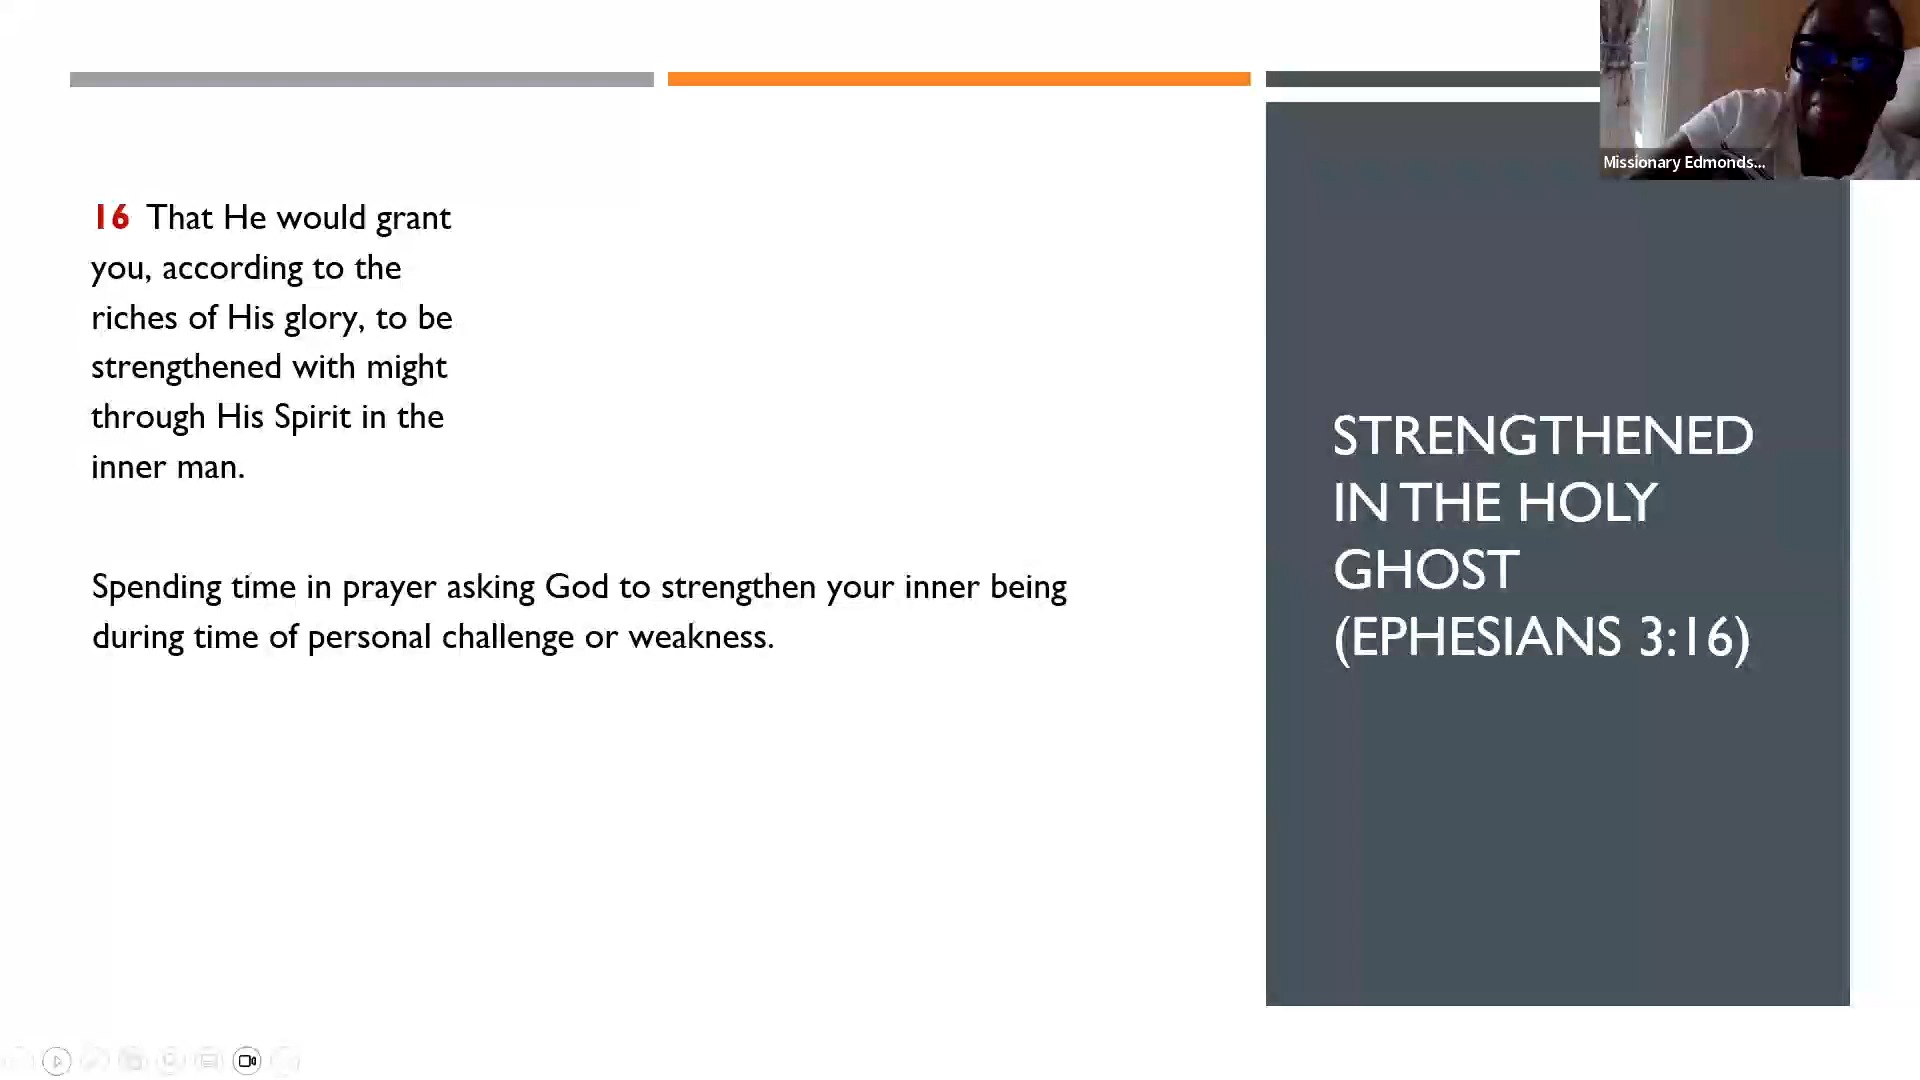 16 That He would grant
you, according to the
riches of His glory, to be
strengthened with might
through His Spirit in the
inner man.
Spending time in prayer asking God to strengthen your inner being
during time of personal challenge or weakness.
STRENGTHENED
IN THE HOLY
GHOST
(EPHESIANS 3:16)
Missionary Edmonds...